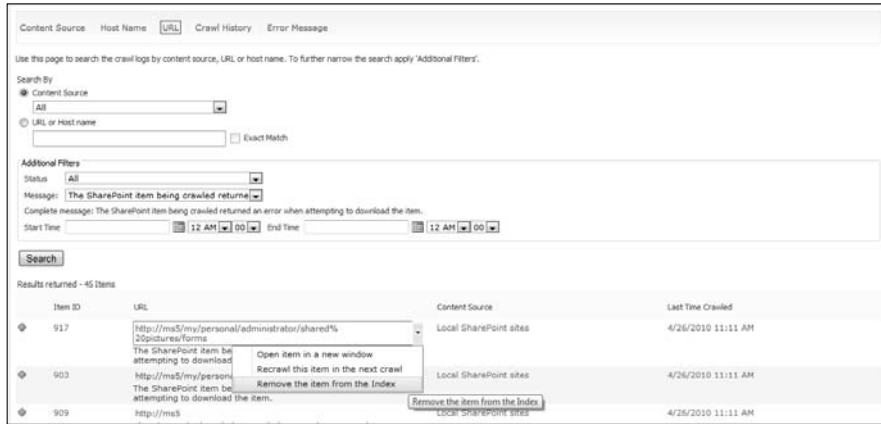 Content Source Host Name URL Crawl History Error Message
Use this page to search the crawl logs by content source, URL or host name. To further narrow the search apply 'Additional Filters'.
Search By
Content Source
All
URL or Host name
Exact Match
Additional Filters
Status All
Message: The SharePoint item being crawled returne
Complete message: The SharePoint item being crawled returned an error when attempting to download the item.
Start Time 12 AM 00 End Time 12 AM 00
Search
Results returned - 45 Items
Item ID URL Content Source Last Time Crawled
917 http://ms5/my/personal/administrator/shared% Local SharePoint sites 4/26/2010 11:11 AM
20pictures/forms
The SharePoint item be
attempting to download
Open item in a new window
Recrawl this item in the next crawl
Remove the item from the Index
903 http://ms5/my/persona Local SharePoint sites 4/26/2010 11:11 AM
The SharePoint item be
attempting to download the item.
Remove the item from the Index
909 http://ms5 Local SharePoint sites 4/26/2010 11:11 AM